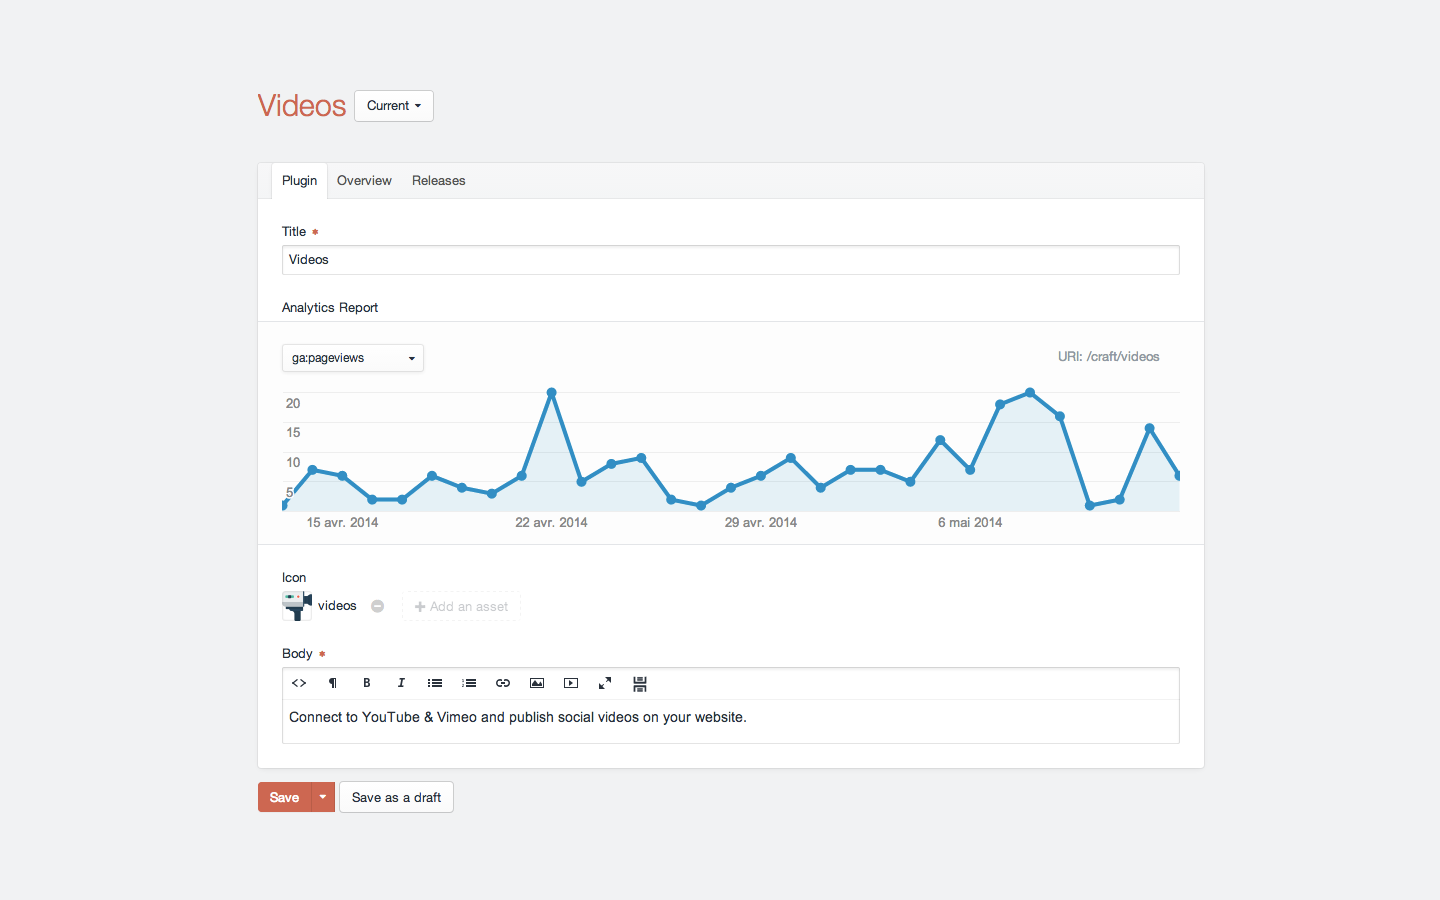 Videos Current
Plugin Overview Releases
Title *
Videos
Analytics Report
ga:pageviews URI: /craft/videos
20
15
10
5
15 avr. 2014 22 avr. 2014 29 avr. 2014 6 mai 2014
Icon
videos Add an asset
Body *
<> ¶ B I
Connect to YouTube & Vimeo and publish social videos on your website.
Save Save as a draft